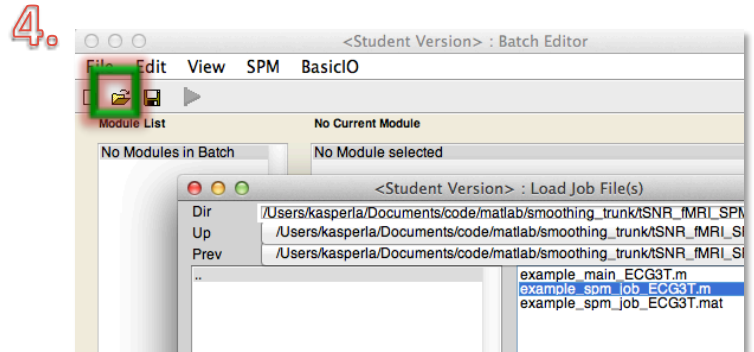 4.
<Student Version> : Batch Editor
File Edit View SPM BasicIO
Module List No Current Module
No Modules in Batch No Module selected
<Student Version> : Load Job File(s)
Dir /Users/kasperla/Documents/code/matlab/smoothing_trunk/tSNR_fMRI_SPM
Up /Users/kasperla/Documents/code/matlab/smoothing_trunk/tSNR_fMRI_S
Prev /Users/kasperla/Documents/code/matlab/smoothing_trunk/tSNR_fMRI_S
.. example_main_ECG3T.m
example_spm_job_ECG3T.m
example_spm_job_ECG3T.mat